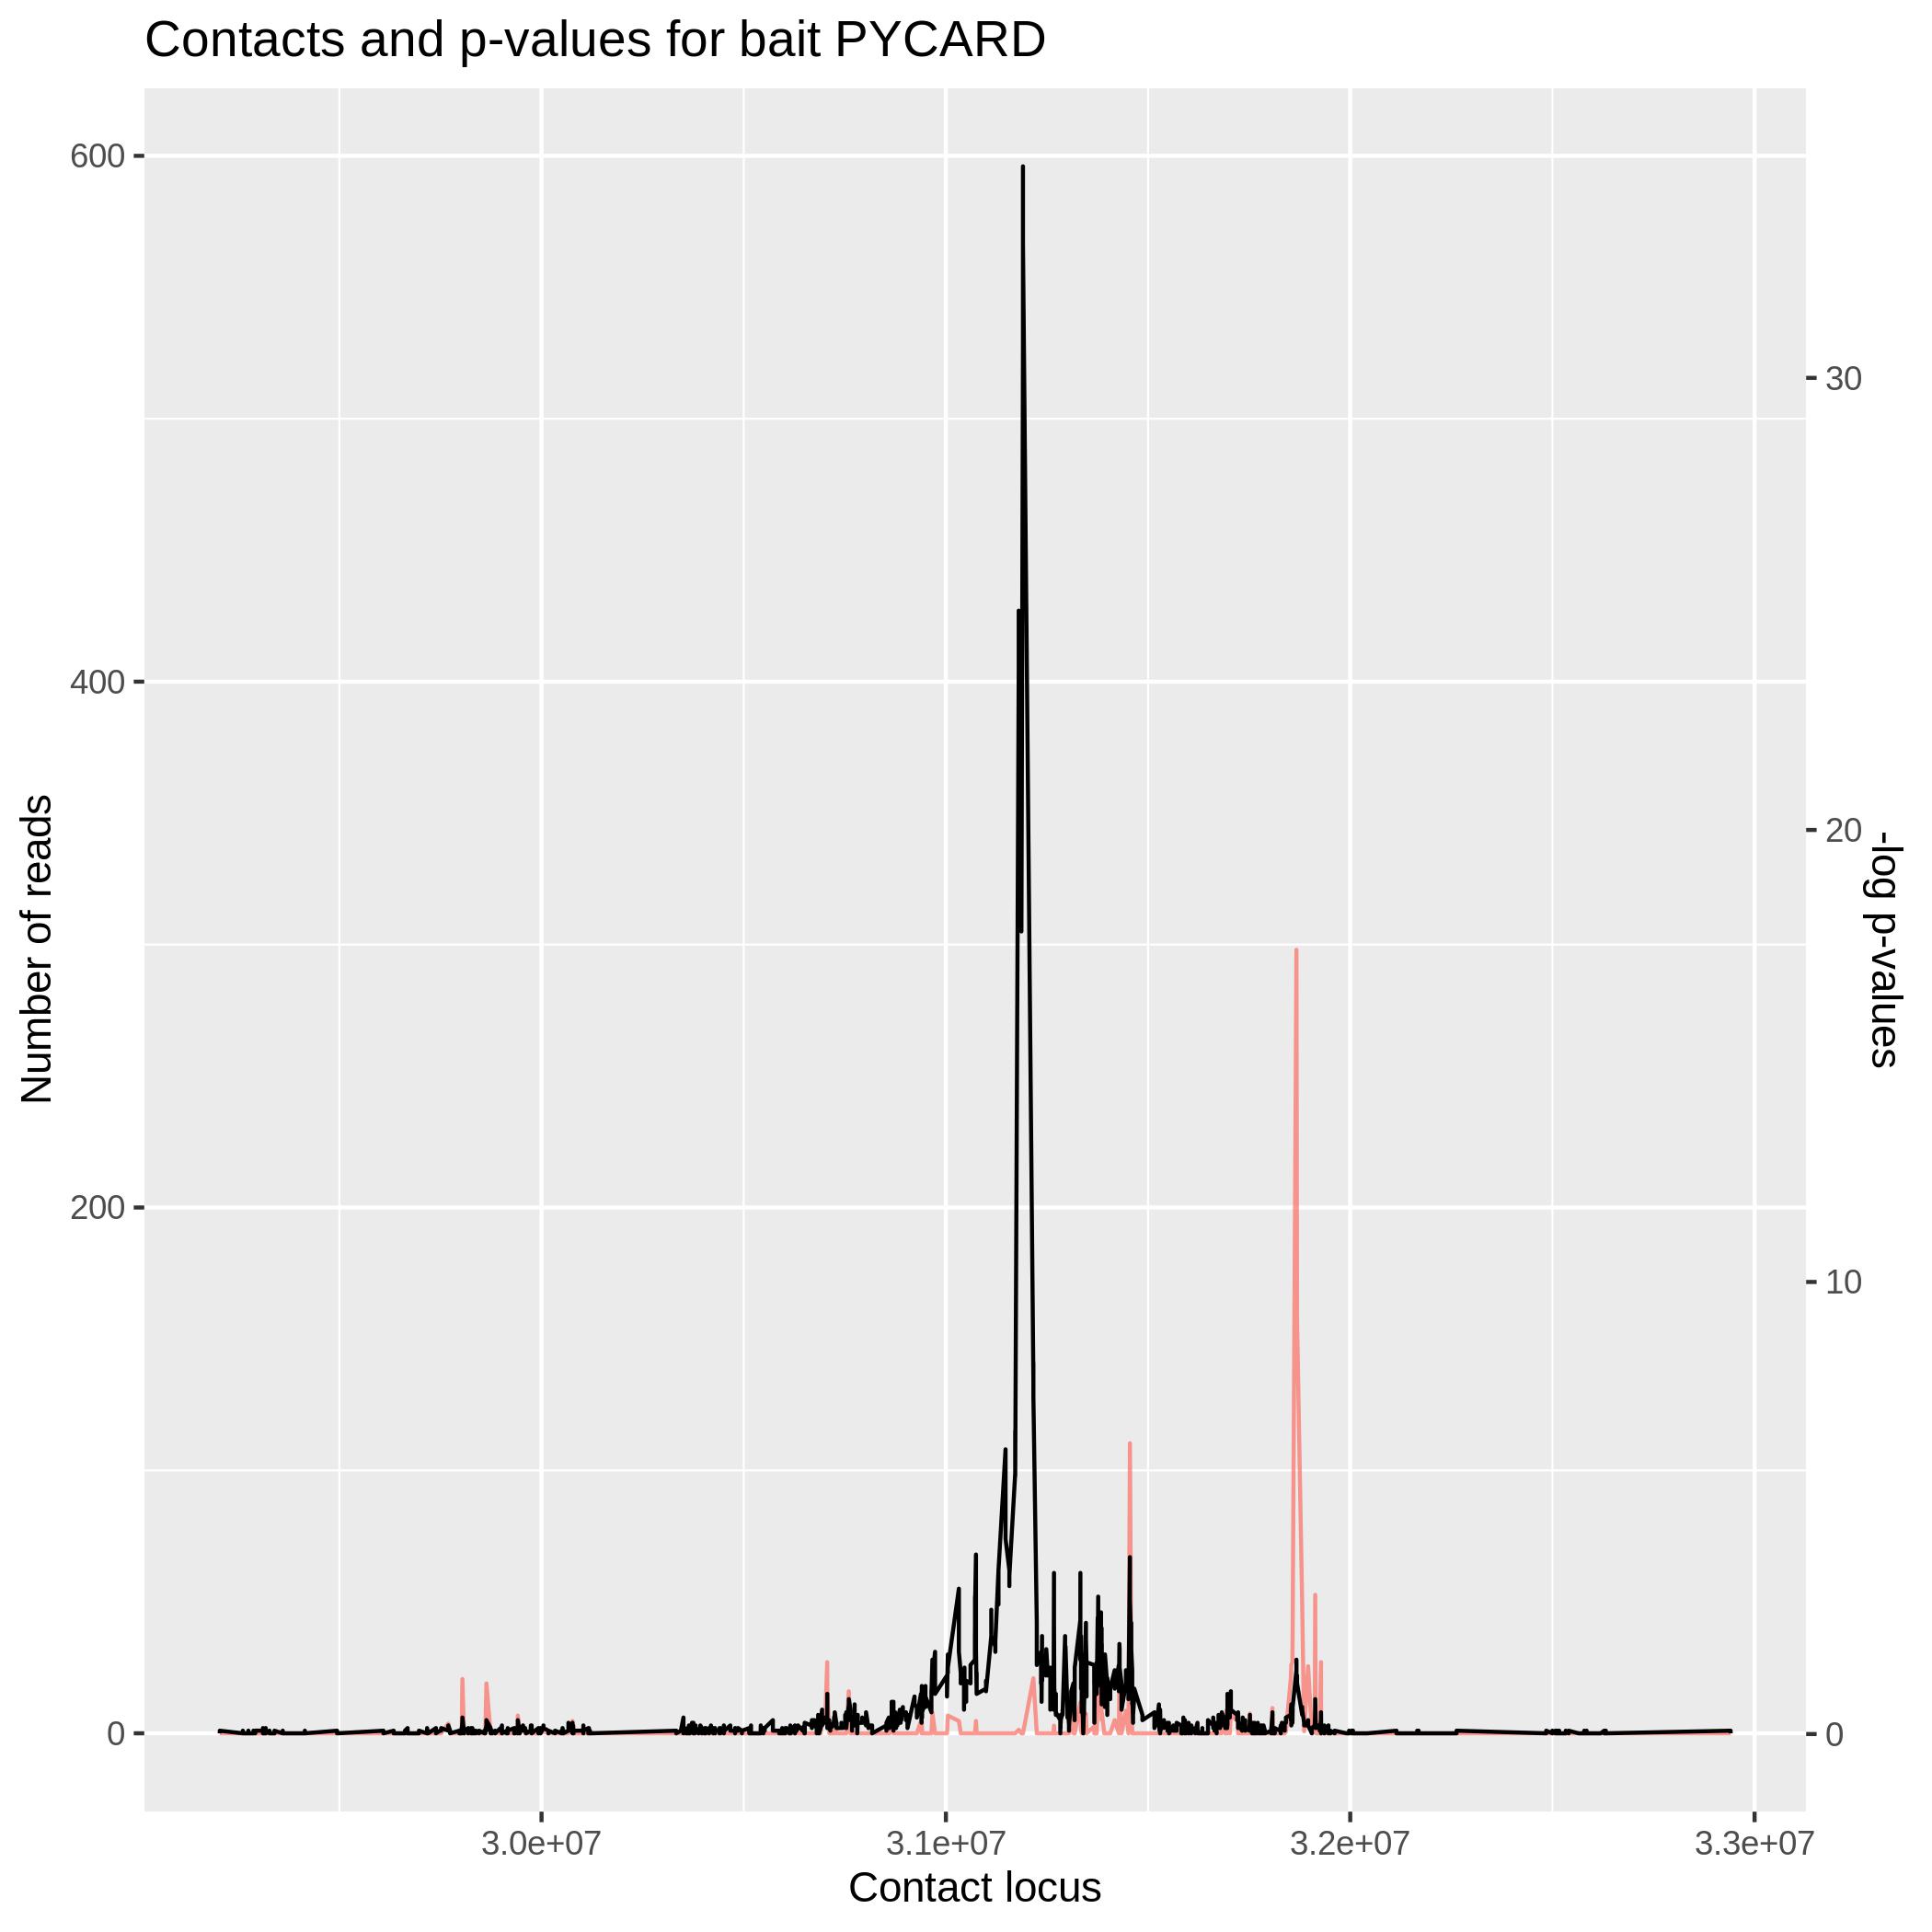 Contacts and p-values for bait PYCARD
600
400
200
0
Number of reads
30
20
10
0
-log p-values
3.0e+07
3.1e+07
3.2e+07
3.3e+07
Contact locus